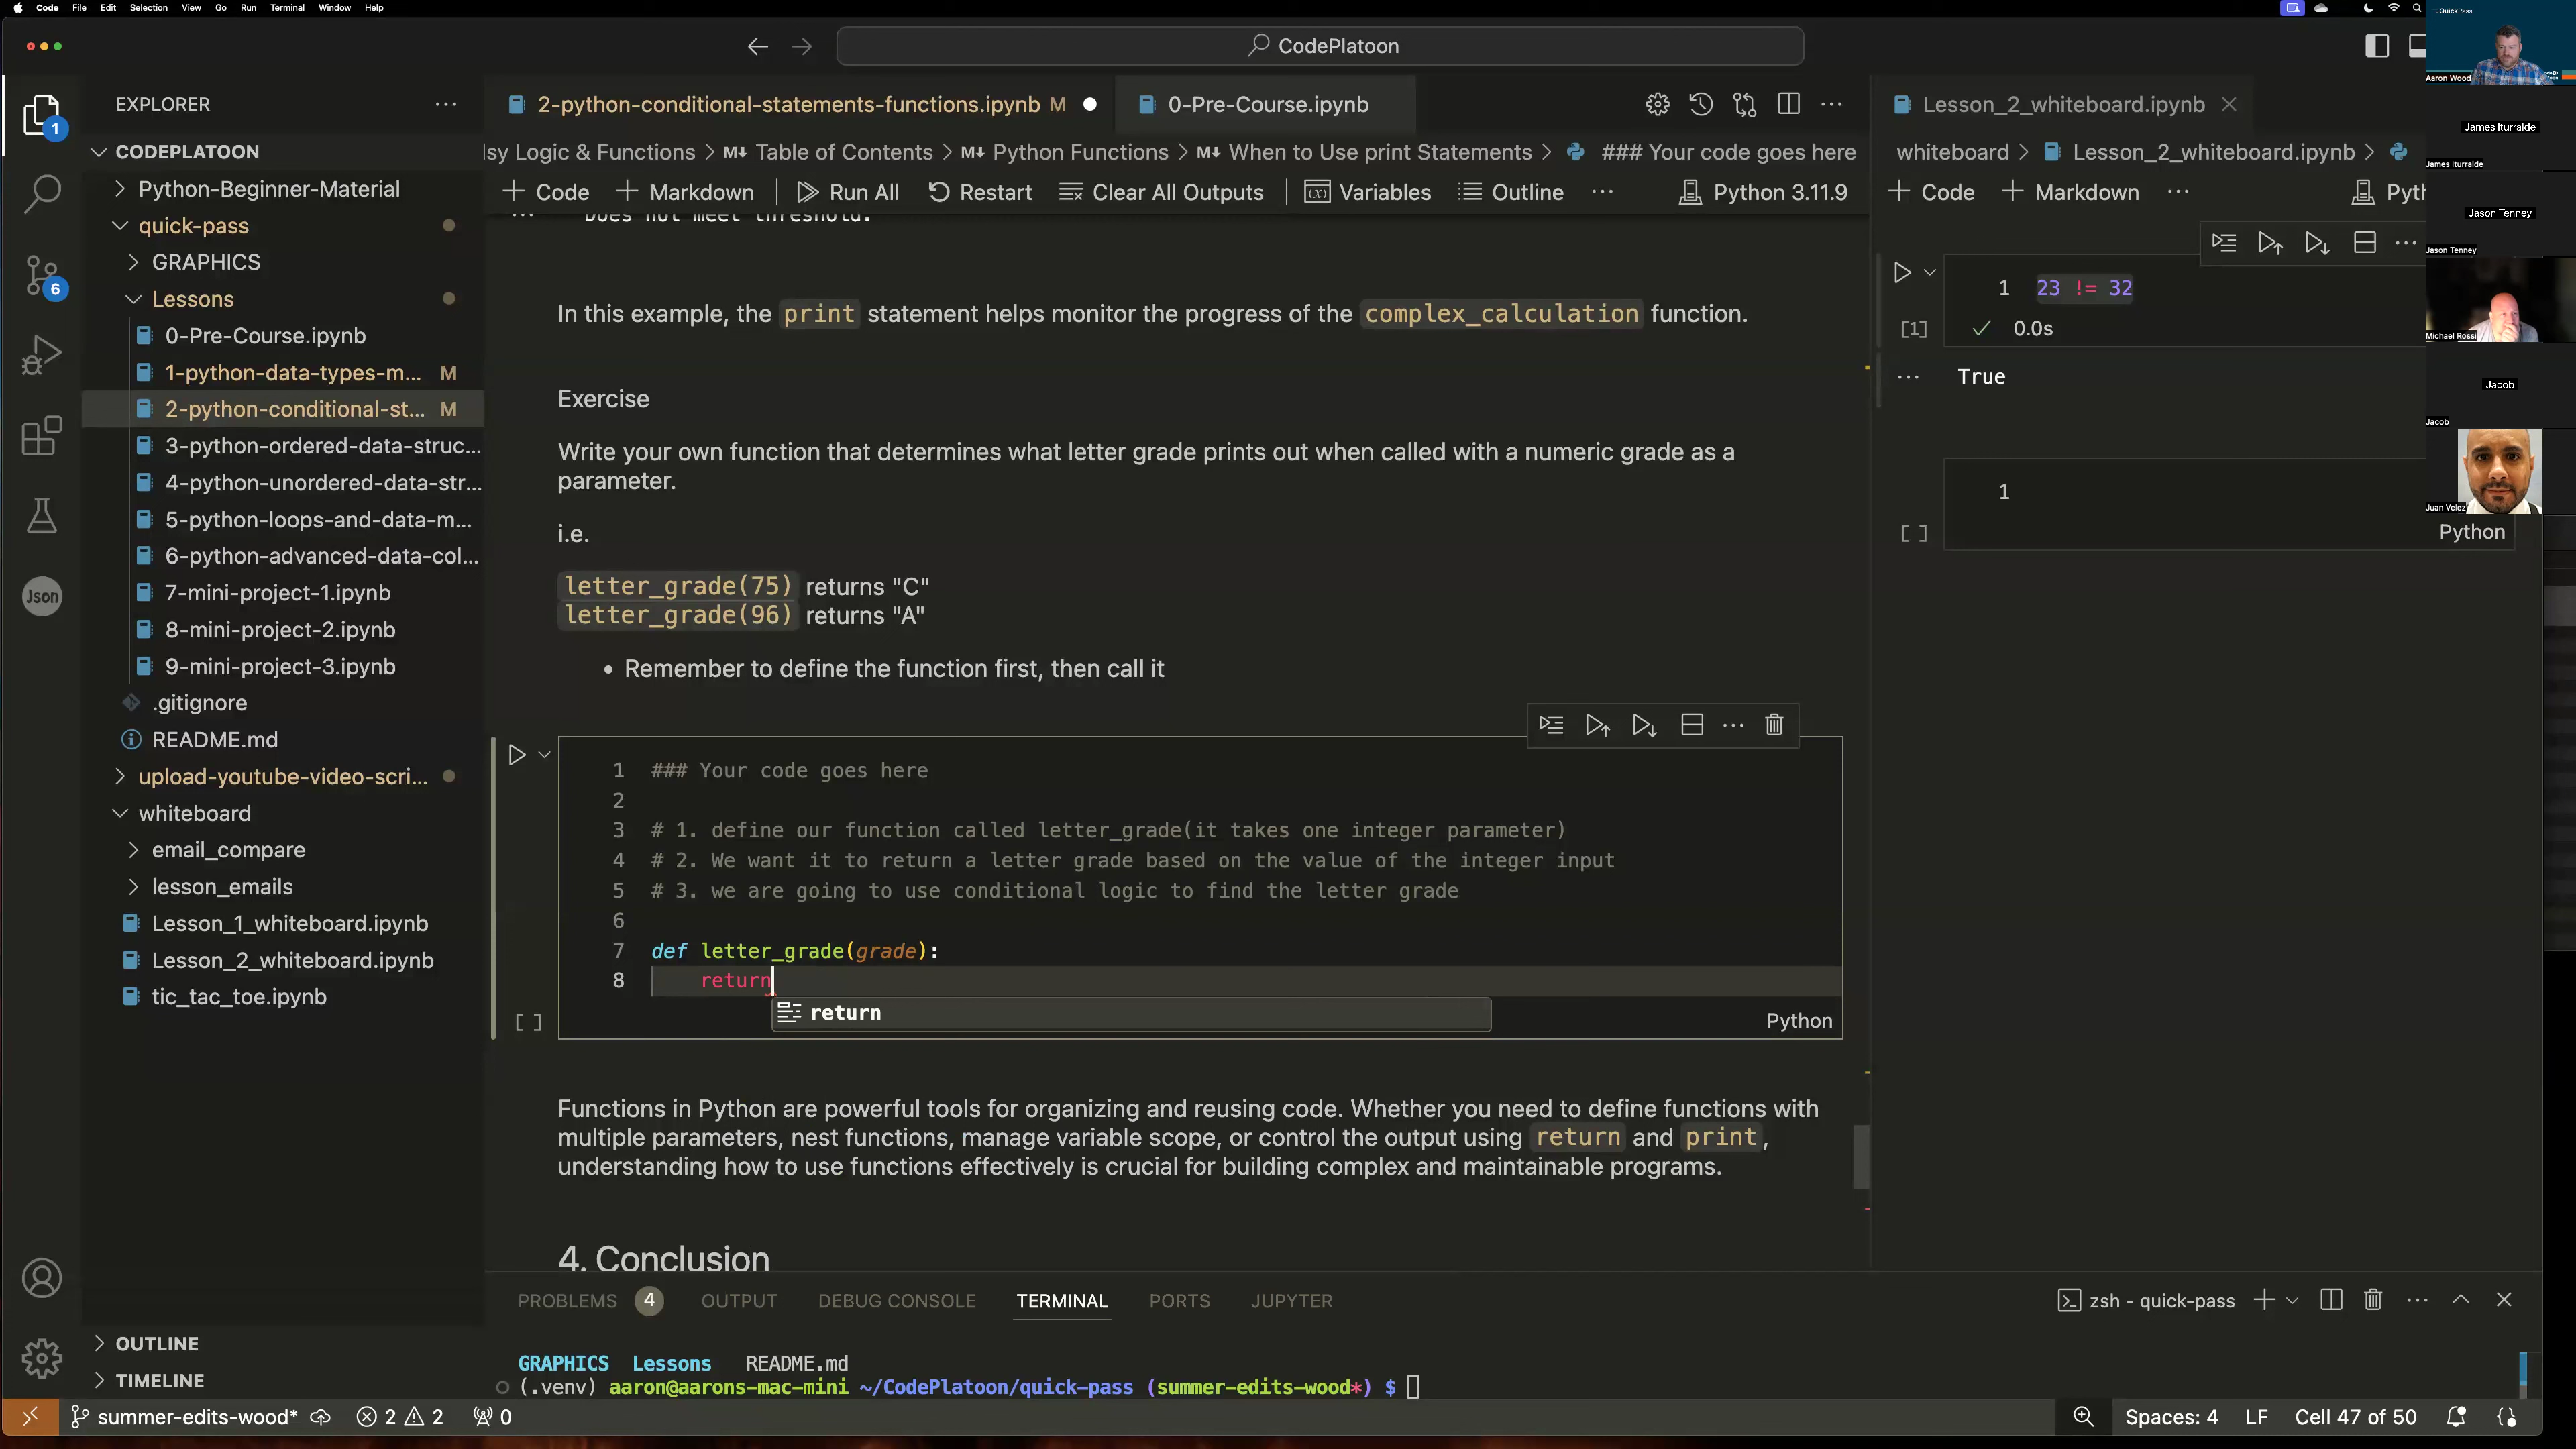 Code File Edit Selection View Go Run Terminal Window Help
CodePlatoon
EXPLORER
CODEPLATOON
Python-Beginner-Material
quick-pass
GRAPHICS
Lessons
0-Pre-Course.ipynb
1-python-data-types-m... M
2-python-conditional-st... M
3-python-ordered-data-struc...
4-python-unordered-data-str...
5-python-loops-and-data-m...
6-python-advanced-data-col...
7-mini-project-1.ipynb
8-mini-project-2.ipynb
9-mini-project-3.ipynb
.gitignore
README.md
upload-youtube-video-scri...
whiteboard
email_compare
lesson_emails
Lesson_1_whiteboard.ipynb
Lesson_2_whiteboard.ipynb
tic_tac_toe.ipynb
OUTLINE
TIMELINE
1
6
Json
2-python-conditional-statements-functions.ipynb M
0-Pre-Course.ipynb
Logic & Functions > Table of Contents > Python Functions > When to Use print Statements > ### Your code goes here
+ Code + Markdown Run All Restart Clear All Outputs Variables Outline ... Python 3.11.9
Does not meet threshold.
In this example, the print statement helps monitor the progress of the complex_calculation function.
Exercise
Write your own function that determines what letter grade prints out when called with a numeric grade as a
parameter.
i.e.
letter_grade(75) returns "C"
letter_grade(96) returns "A"
• Remember to define the function first, then call it
1 ### Your code goes here
2
3 # 1. define our function called letter_grade(it takes one integer parameter)
4 # 2. We want it to return a letter grade based on the value of the integer input
5 # 3. we are going to use conditional logic to find the letter grade
6
7 def letter_grade(grade):
8 return
return
[ ] Python
Functions in Python are powerful tools for organizing and reusing code. Whether you need to define functions with
multiple parameters, nest functions, manage variable scope, or control the output using return and print,
understanding how to use functions effectively is crucial for building complex and maintainable programs.
4. Conclusion
Lesson_2_whiteboard.ipynb
whiteboard > Lesson_2_whiteboard.ipynb >
+ Code + Markdown ...
1 23 != 32
[1] 0.0s
True
1
[ ] Python
QuickPass
Aaron Wood
James Iturralde
James Iturralde
Jason Tenney
Jason Tenney
Michael Rossi
Jacob
Jacob
Juan Velez
PROBLEMS 4 OUTPUT DEBUG CONSOLE TERMINAL PORTS JUPYTER
zsh - quick-pass
GRAPHICS Lessons README.md
(.venv) aaron@aarons-mac-mini ~/CodePlatoon/quick-pass (summer-edits-wood*) $
summer-edits-wood* 2 2 0
Spaces: 4 LF Cell 47 of 50